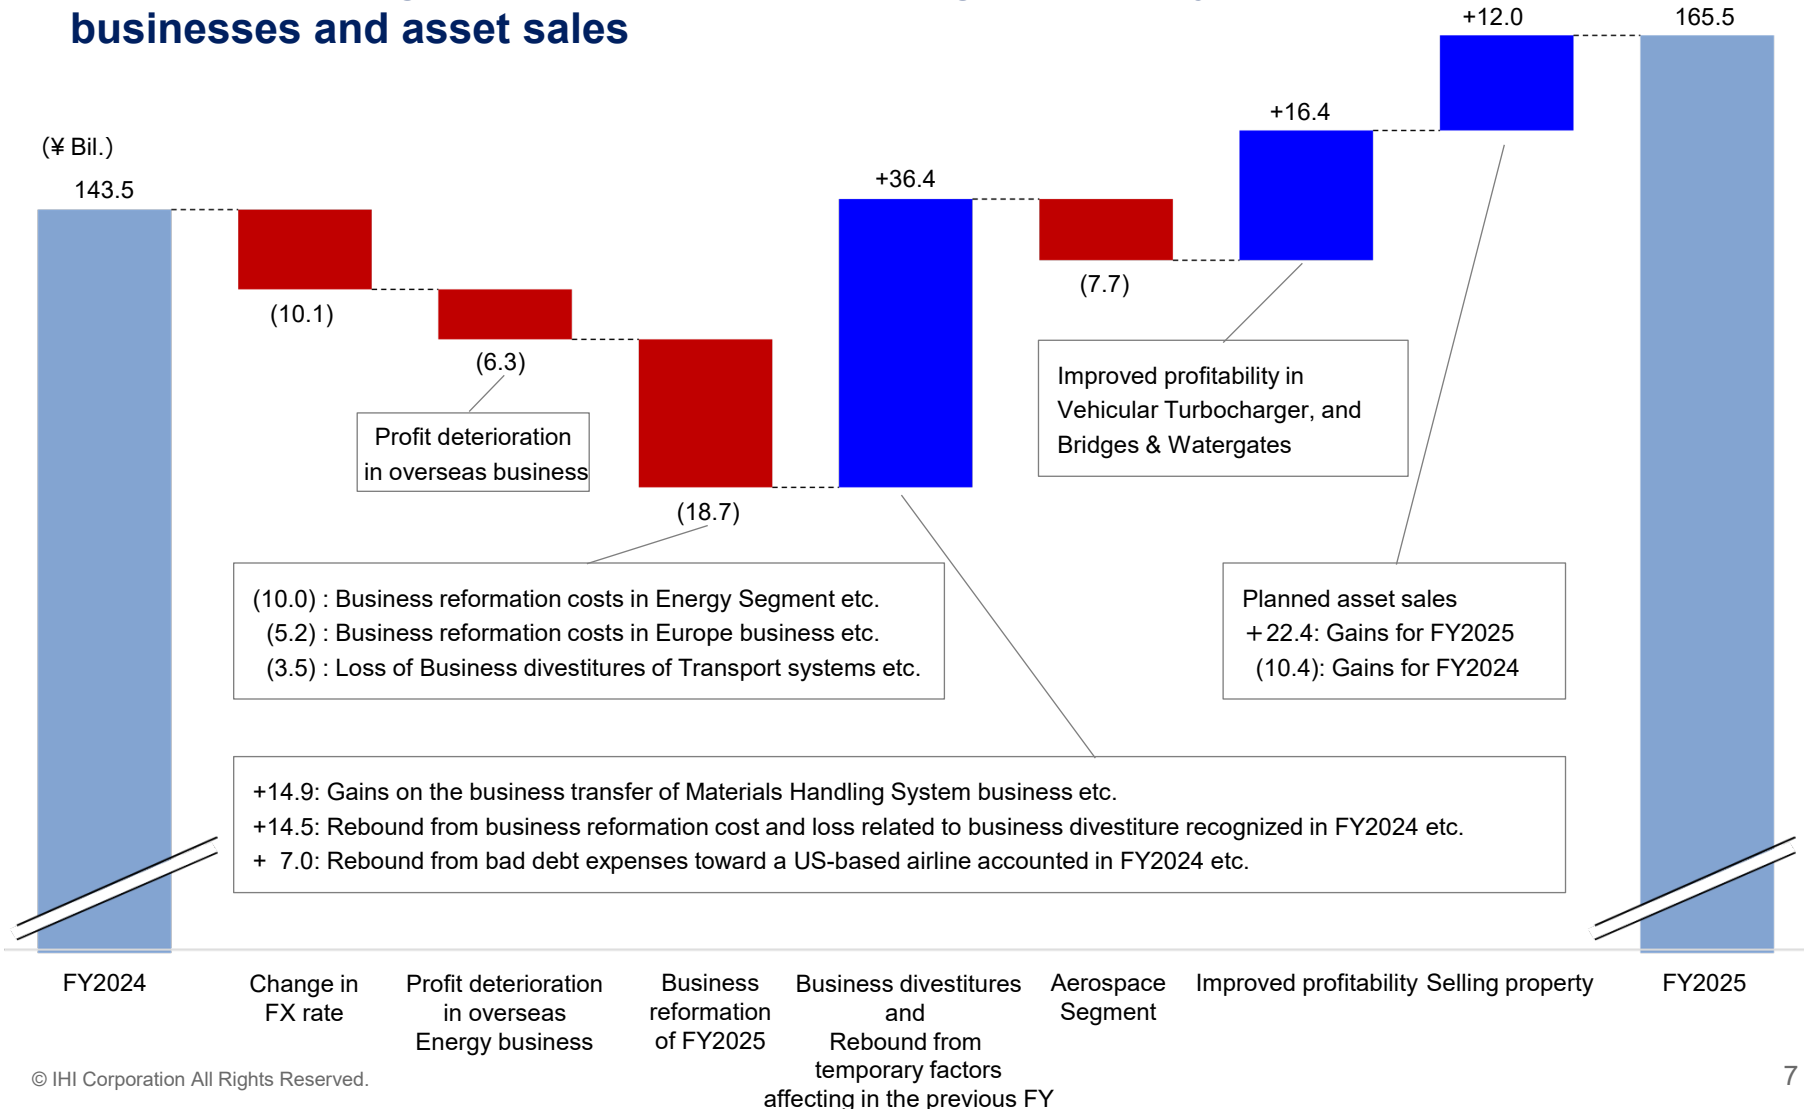 businesses and asset sales
+12.0
165.5
+16.4
(¥ Bil.)
143.5
+36.4
(10.1)
(7.7)
(6.3)
Improved profitability in
Vehicular Turbocharger, and
Bridges & Watergates
Profit deterioration
in overseas business
(18.7)
(10.0) : Business reformation costs in Energy Segment etc.
(5.2) : Business reformation costs in Europe business etc.
(3.5) : Loss of Business divestitures of Transport systems etc.
Planned asset sales
+22.4: Gains for FY2025
(10.4): Gains for FY2024
+14.9: Gains on the business transfer of Materials Handling System business etc.
+14.5: Rebound from business reformation cost and loss related to business divestiture recognized in FY2024 etc.
+ 7.0: Rebound from bad debt expenses toward a US-based airline accounted in FY2024 etc.
FY2024
Change in
FX rate
Profit deterioration
in overseas
Energy business
Business
reformation
of FY2025
Business divestitures
and
Rebound from
temporary factors
affecting in the previous FY
Aerospace
Segment
Improved profitability
Selling property
FY2025
© IHI Corporation All Rights Reserved.
7